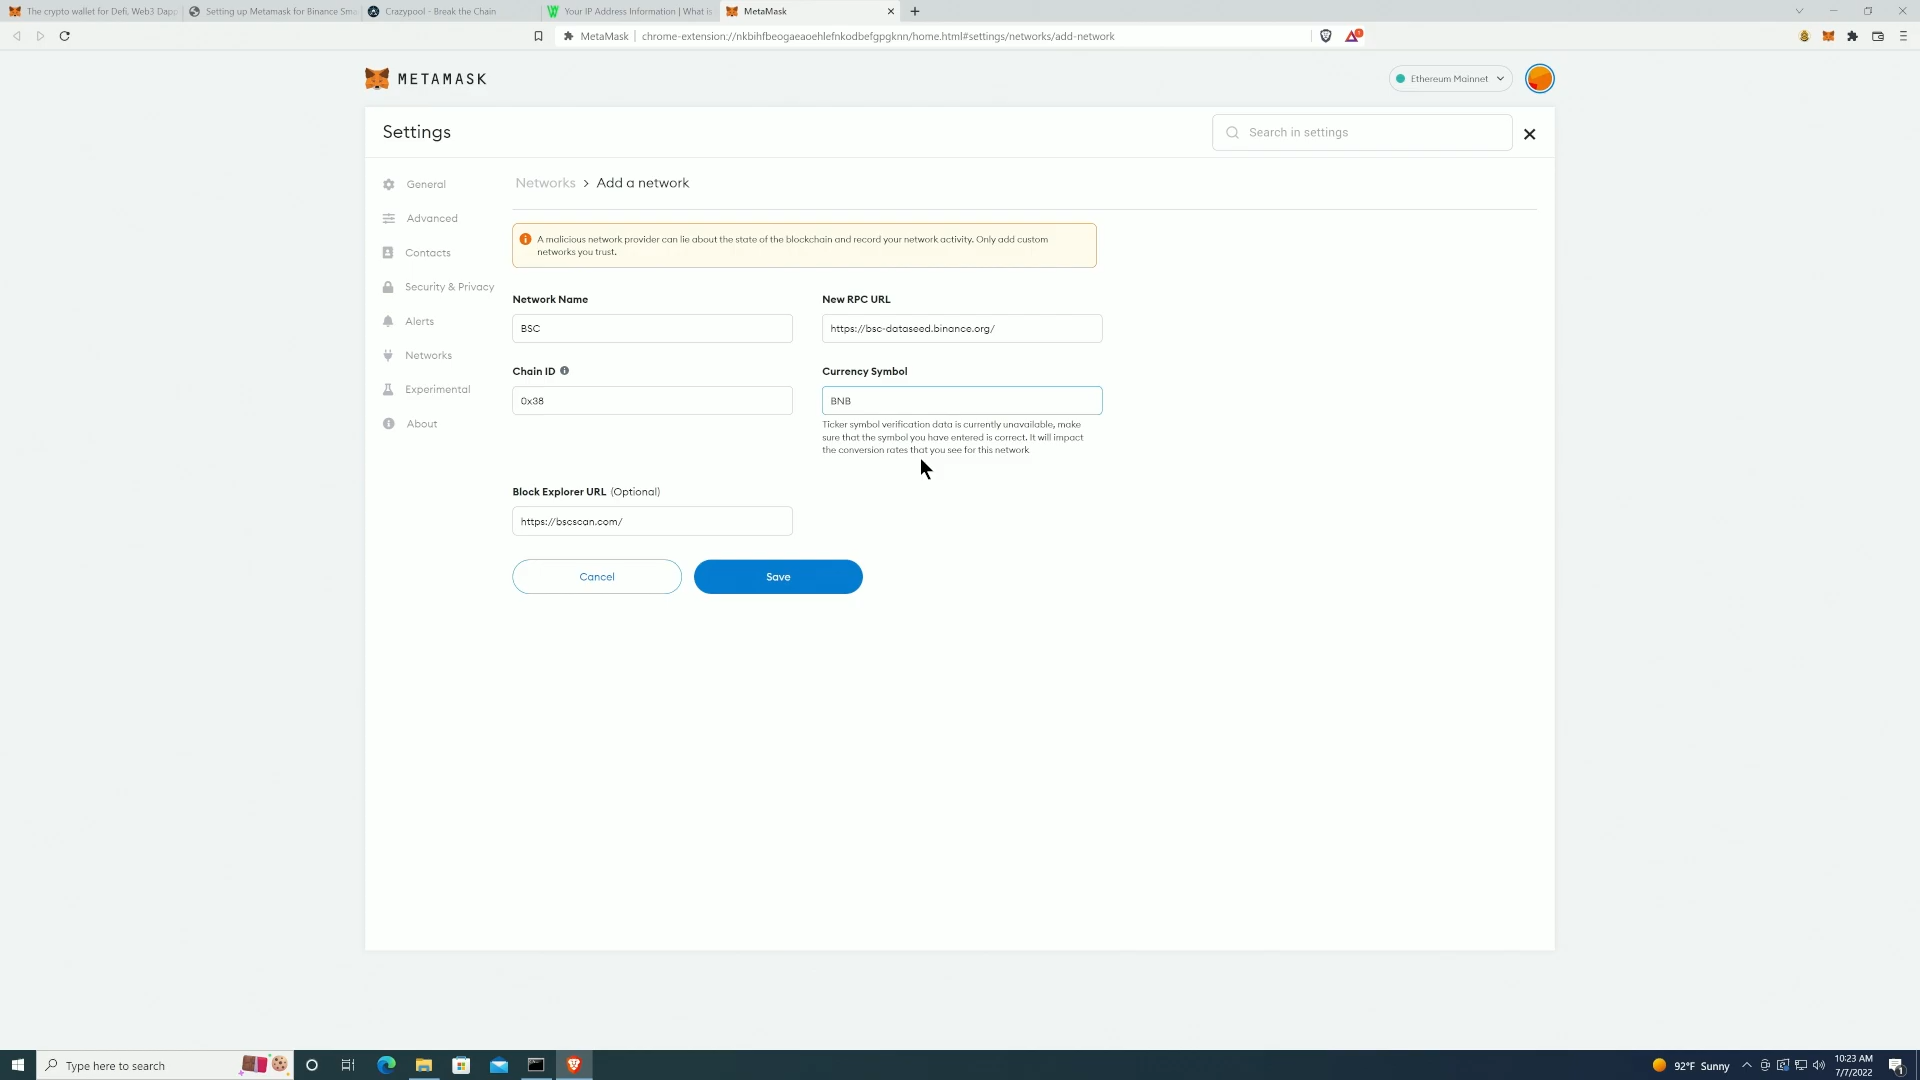 The crypto wallet for Defi, Web3 Dapp
Setting up Metamask for Binance Sma
Crazypool - Break the Chain
Your IP Address Information | What is
MetaMask
MetaMask
chrome-extension://nkbihfbeogaeaoehlefnkodbefgpgknn/home.html#settings/networks/add-network
METAMASK
Ethereum Mainnet
Settings
Search in settings
General
Advanced
Contacts
Security & Privacy
Alerts
Networks
Experimental
About
Networks > Add a network
A malicious network provider can lie about the state of the blockchain and record your network activity. Only add custom
networks you trust.
Network Name
BSC
New RPC URL
https://bsc-dataseed.binance.org/
Chain ID
0x38
Currency Symbol
BNB
Ticker symbol verification data is currently unavailable, make
sure that the symbol you have entered is correct. It will impact
the conversion rates that you see for this network
Block Explorer URL (Optional)
https://bscscan.com/
Cancel
Save
Type here to search
92°F Sunny
10:23 AM
7/7/2022
1